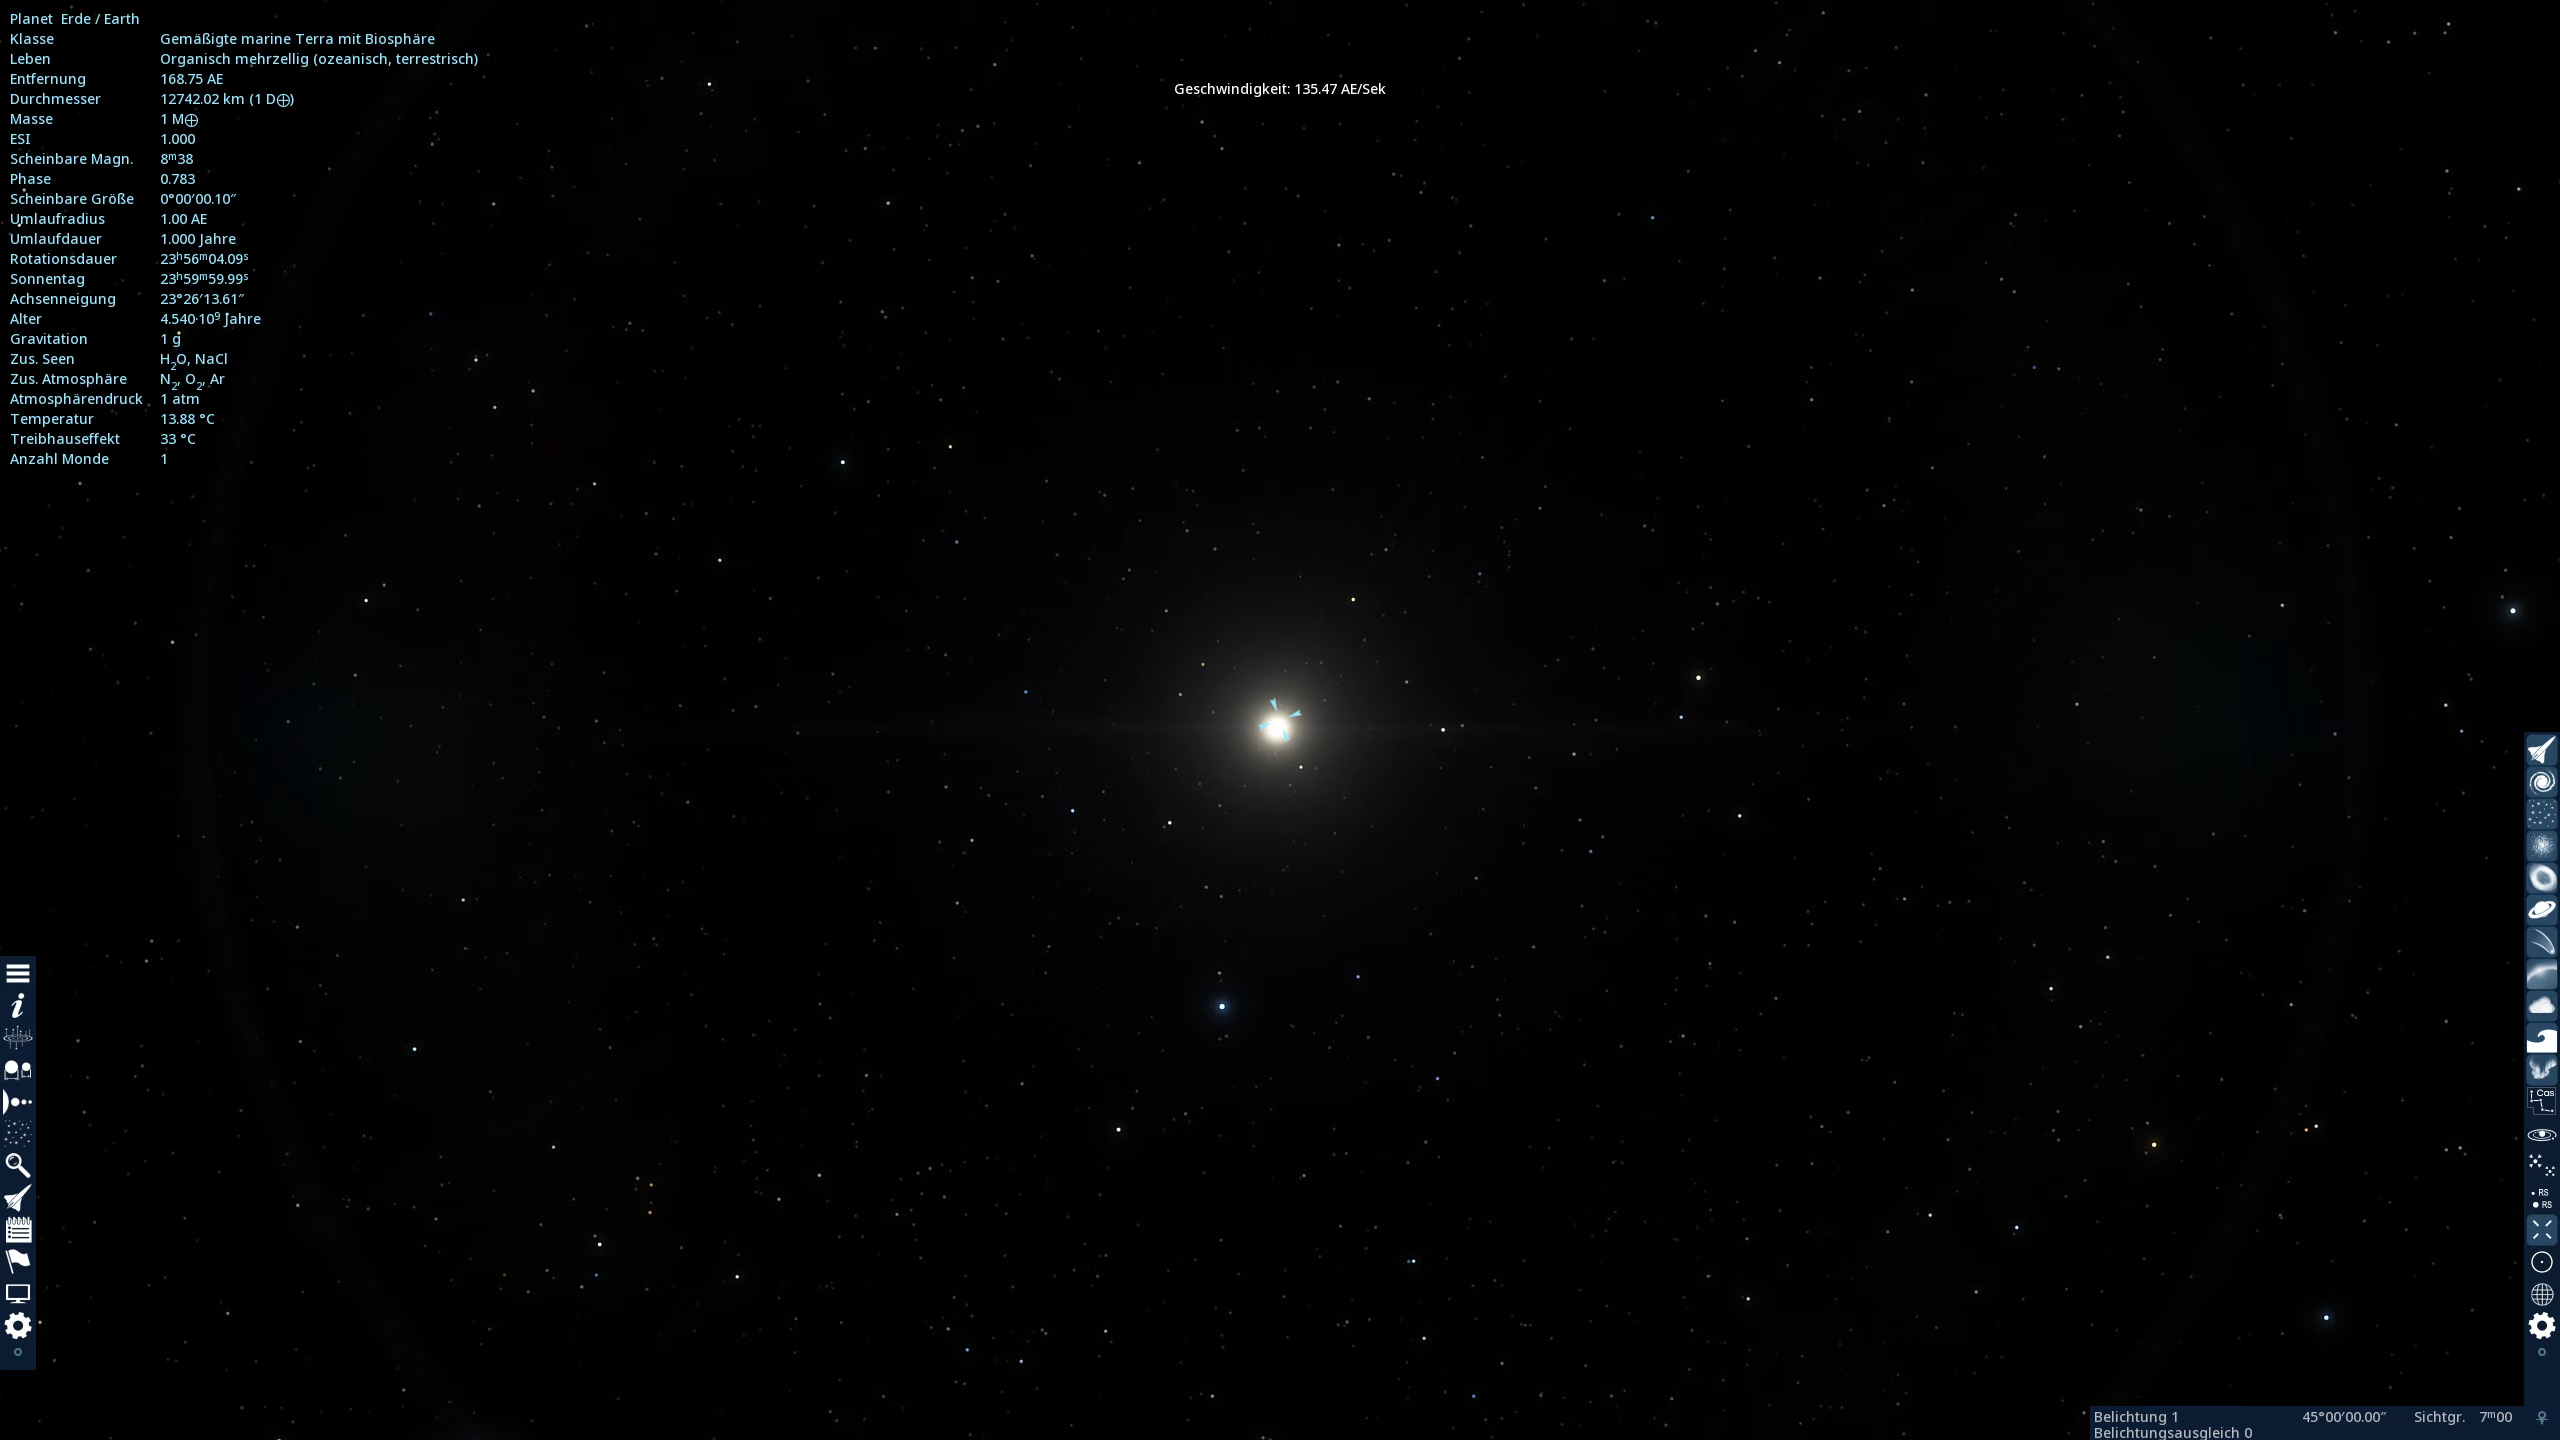 Planet Erde / Earth
Klasse Gemäßigte marine Terra mit Biosphäre
Leben Organisch mehrzellig (ozeanisch, terrestrisch)
Entfernung 168.75 AE
Durchmesser 12742.02 km (1 D⊕)
Masse 1 M⊕
ESI 1.000
Scheinbare Magn. 8ᵐ38
Phase 0.783
Scheinbare Größe 0°00′00.10″
Umlaufradius 1.00 AE
Umlaufdauer 1.000 Jahre
Rotationsdauer 23ʰ56ᵐ04.09ˢ
Sonnentag 23ʰ59ᵐ59.99ˢ
Achsenneigung 23°26′13.61″
Alter 4.540·10⁹ Jahre
Gravitation 1 g
Zus. Seen H₂O, NaCl
Zus. Atmosphäre N₂, O₂, Ar
Atmosphärendruck 1 atm
Temperatur 13.88 °C
Treibhauseffekt 33 °C
Anzahl Monde 1
Geschwindigkeit: 135.47 AE/Sek
Cas
RS
RS
Belichtung 1 45°00′00.00″ Sichtgr. 7ᵐ00
Belichtungsausgleich 0